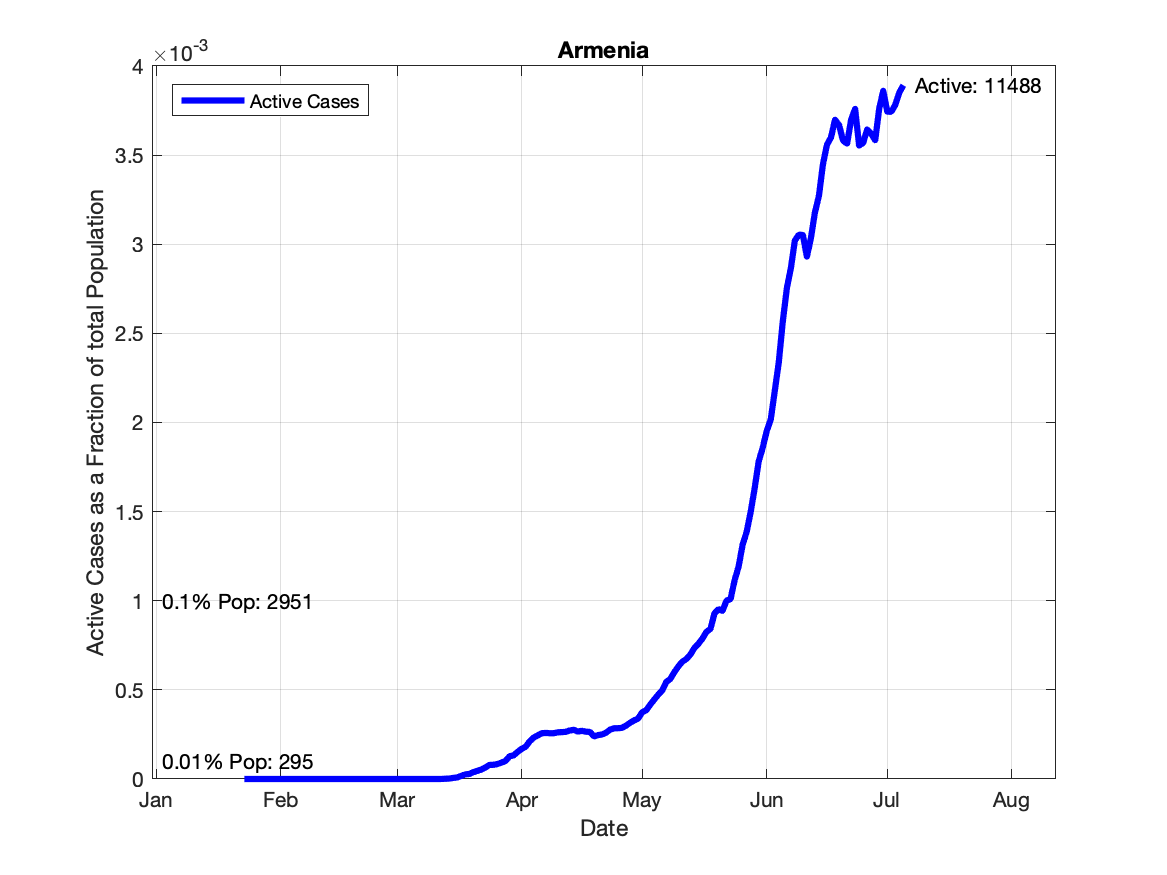 Armenia
×10-3
Active Cases
Active: 11488
4
3.5
3
2.5
2
1.5
1
0.5
0
0.1% Pop: 2951
0.01% Pop: 295
Active Cases as a Fraction of total Population
Jan Feb Mar Apr May Jun Jul Aug
Date